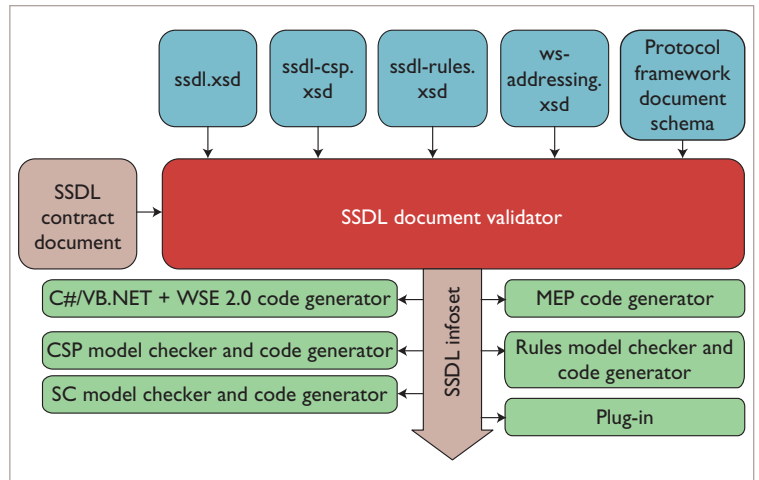 ssdl.xsd
ssdl-csp.
xsd
ssdl-rules.
xsd
ws-
addressing.
xsd
Protocol
framework
document
schema
SSDL
contract
document
SSDL document validator
C#/VB.NET + WSE 2.0 code generator
CSP model checker and code generator
SC model checker and code generator
SSDL infoset
MEP code generator
Rules model checker and
code generator
Plug-in